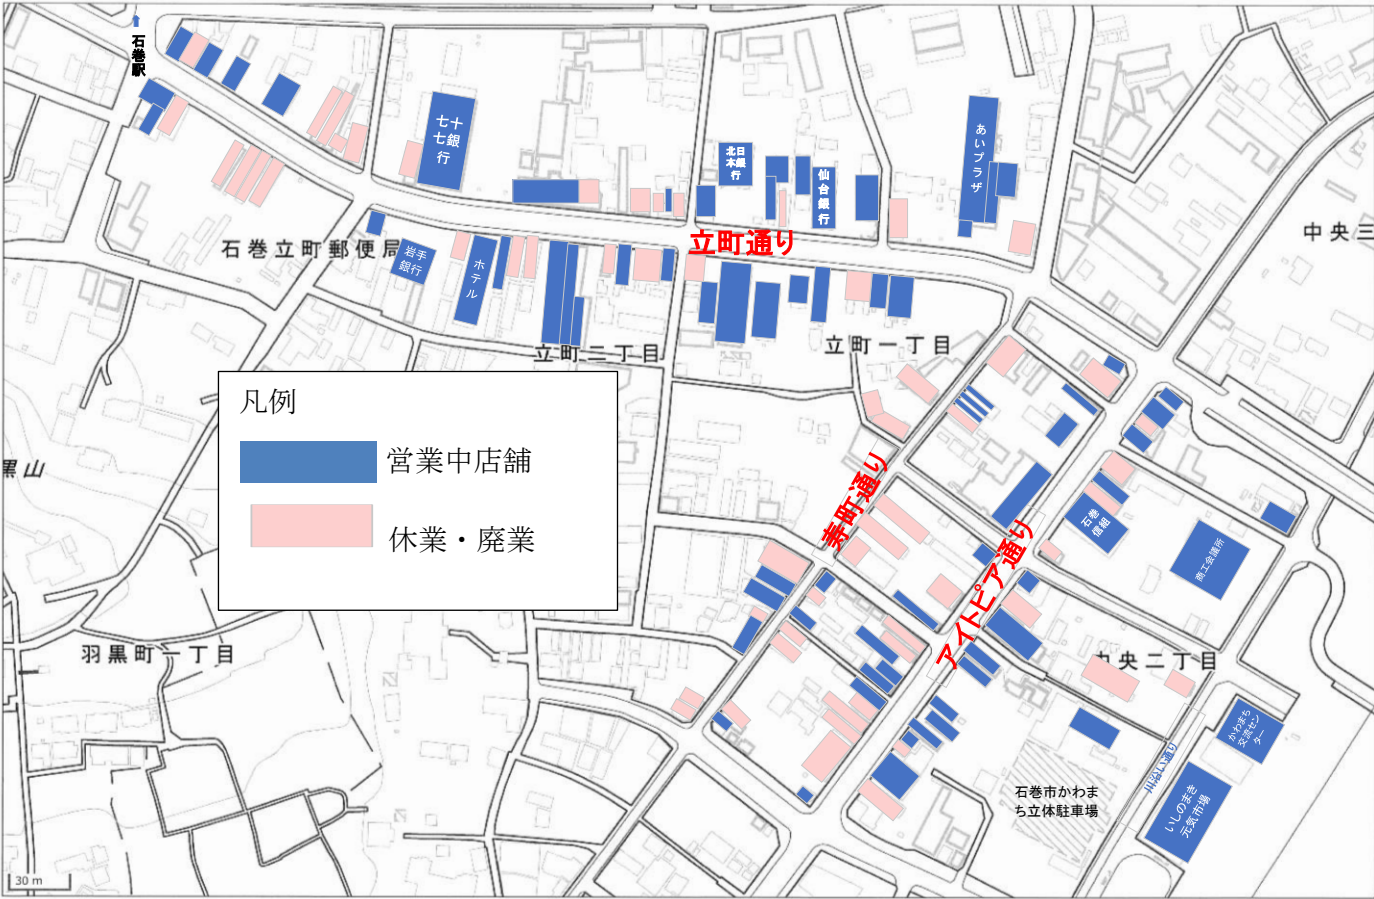 石巻駅
七十七銀行
北日本銀行
仙台銀行
あいプラザ
立町通り
中央三
石巻立町郵便局
岩手
銀行
ホテル
立町二丁目
立町一丁目
凡例
営業中店舗
休業・廃業
黒山
寿町通り
アイトピア通り
石巻
信組
商工会議所
羽黒町一丁目
中央二丁目
かわまち
交流セン
ター
石巻市かわま
ち立体駐車場
いしのまき
元気市場
30 m